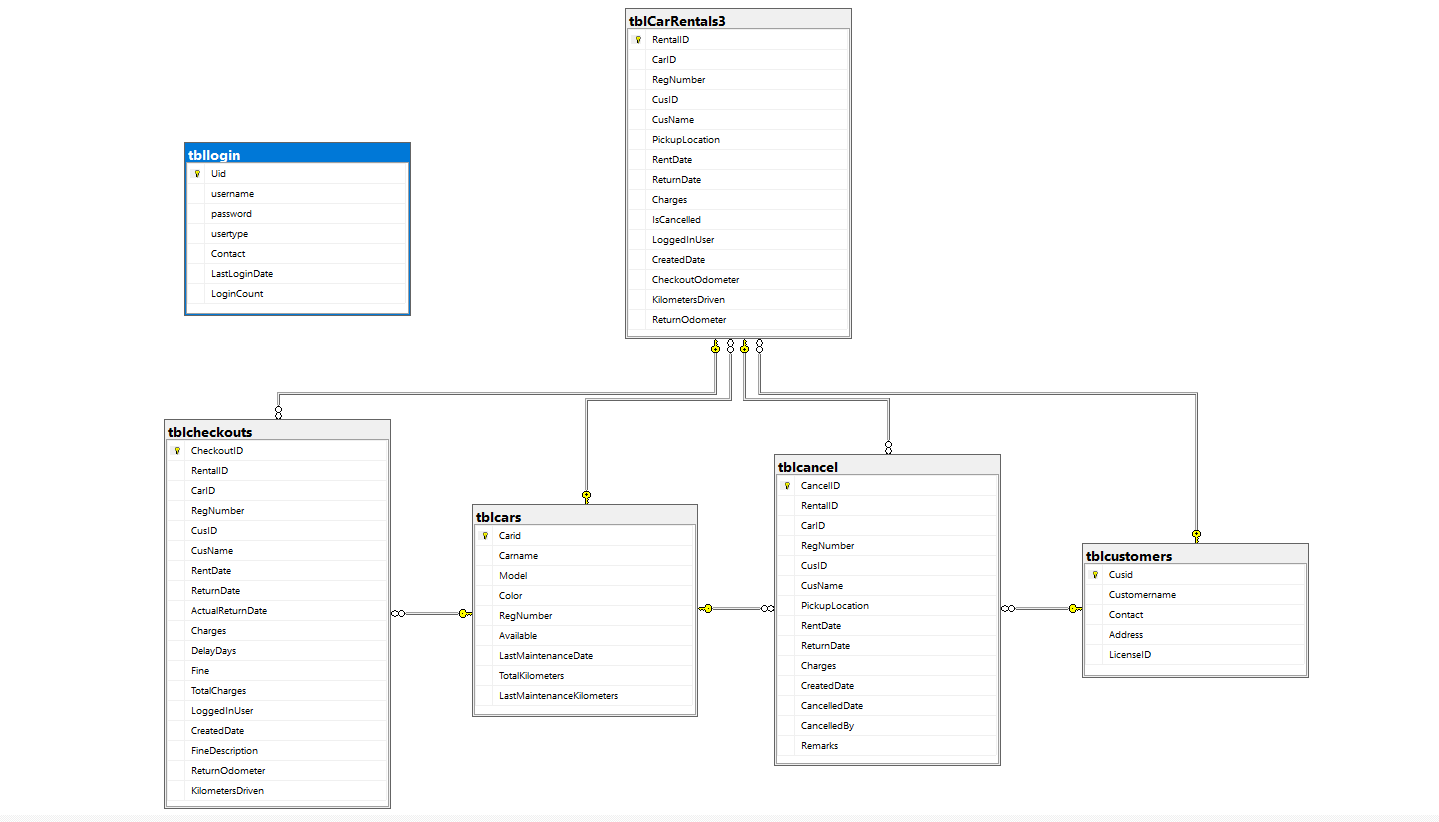 tblCarRentals3
RentalID
CarID
RegNumber
CusID
CusName
PickupLocation
RentDate
ReturnDate
Charges
IsCancelled
LoggedInUser
CreatedDate
CheckoutOdometer
KilometersDriven
ReturnOdometer
tbllogin
Uid
username
password
usertype
Contact
LastLoginDate
LoginCount
tblcheckouts
CheckoutID
RentalID
CarID
RegNumber
CusID
CusName
RentDate
ReturnDate
ActualReturnDate
Charges
DelayDays
Fine
TotalCharges
LoggedInUser
CreatedDate
FineDescription
ReturnOdometer
KilometersDriven
tblcars
Carid
Carname
Model
Color
RegNumber
Available
LastMaintenanceDate
TotalKilometers
LastMaintenanceKilometers
tblcancel
CancelID
RentalID
CarID
RegNumber
CusID
CusName
PickupLocation
RentDate
ReturnDate
Charges
CreatedDate
CancelledDate
CancelledBy
Remarks
tblcustomers
Cusid
Customername
Contact
Address
LicenseID